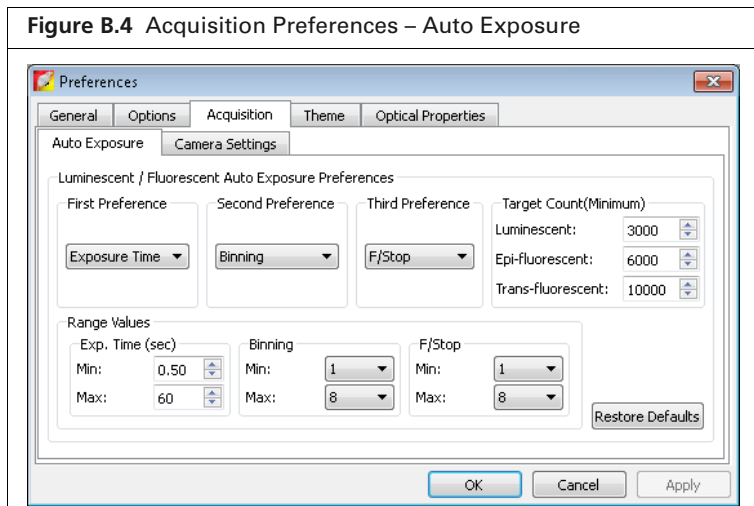 Figure B.4 Acquisition Preferences – Auto Exposure
Preferences
General Options Acquisition Theme Optical Properties
Auto Exposure Camera Settings
Luminescent / Fluorescent Auto Exposure Preferences
First Preference Second Preference Third Preference Target Count(Minimum)
Luminescent: 3000
Exposure Time Binning F/Stop Epi-fluorescent: 6000
Trans-fluorescent: 10000
Range Values
Exp. Time (sec) Binning F/Stop
Min: 0.50 Min: 1 Min: 1
Max: 60 Max: 8 Max: 8
Restore Defaults
OK Cancel Apply